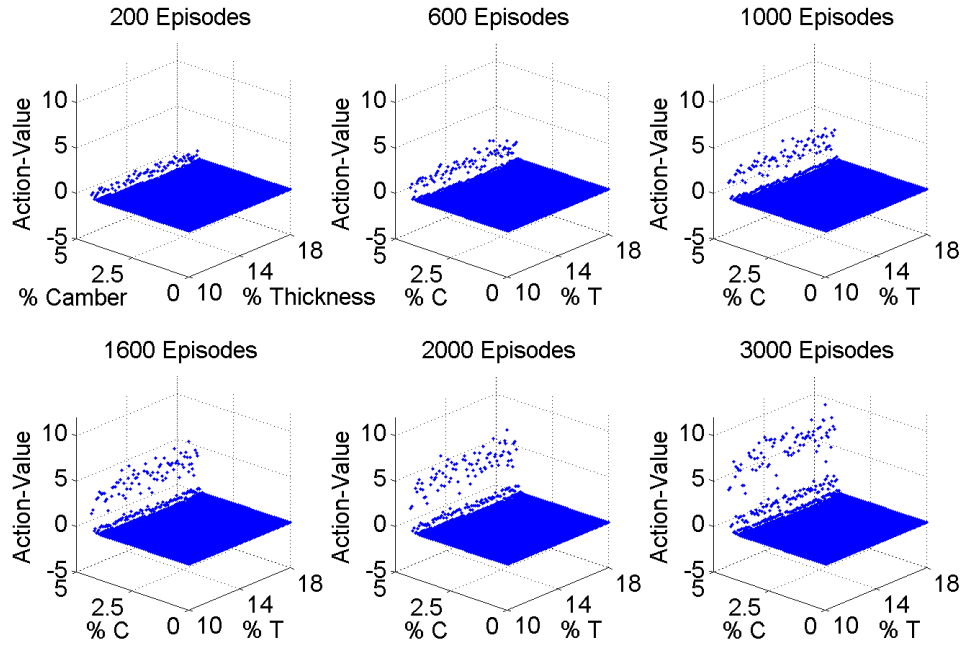 200 Episodes
600 Episodes
1000 Episodes
Action-Value
10
5
0
-5
5
2.5
0
10
14
18
% Camber
% Thickness
Action-Value
10
5
0
-5
5
2.5
0
10
14
18
% C
% T
Action-Value
10
5
0
-5
5
2.5
0
10
14
18
% C
% T
1600 Episodes
2000 Episodes
3000 Episodes
Action-Value
10
5
0
-5
5
2.5
0
10
14
18
% C
% T
Action-Value
10
5
0
-5
5
2.5
0
10
14
18
% C
% T
Action-Value
10
5
0
-5
5
2.5
0
10
14
18
% C
% T